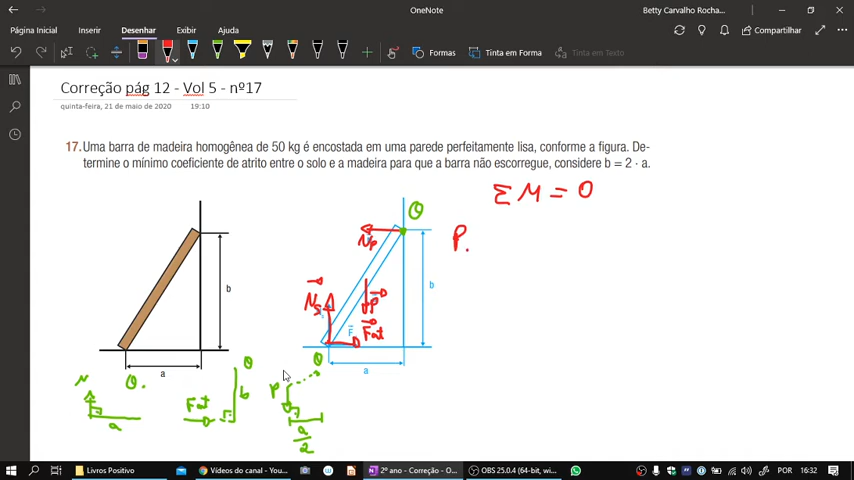 OneNote
Betty Carvalho Rocha...
Página Inicial Inserir Desenhar Exibir Ajuda
Compartilhar
Formas Tinta em Forma Tinta em Texto
Correção pág 12 - Vol 5 - nº17
quinta-feira, 21 de maio de 2020 19:10
17. Uma barra de madeira homogênea de 50 kg é encostada em uma parede perfeitamente lisa, conforme a figura. De-
termine o mínimo coeficiente de atrito entre o solo e a madeira para que a barra não escorregue, considere b = 2 · a.
Σ M = 0
O
Np
P.
b
b
Ns
P
F
Fat
a
a
O
O
N
O.
P
Fat
b
a
a/2
Livros Positivo
Vídeos do canal - You...
2º ano - Correção - O...
OBS 25.0.4 (64-bit, wi...
POR 16:32